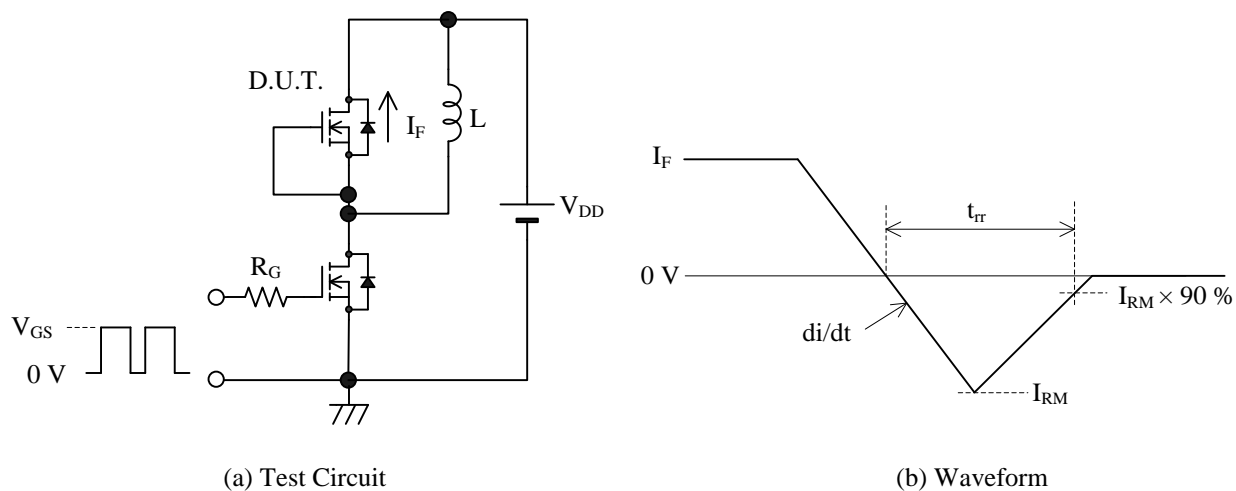 D.U.T.
I_F
L
V_DD
R_G
V_GS
0 V
(a) Test Circuit
I_F
t_rr
0 V
I_RM × 90 %
di/dt
I_RM
(b) Waveform